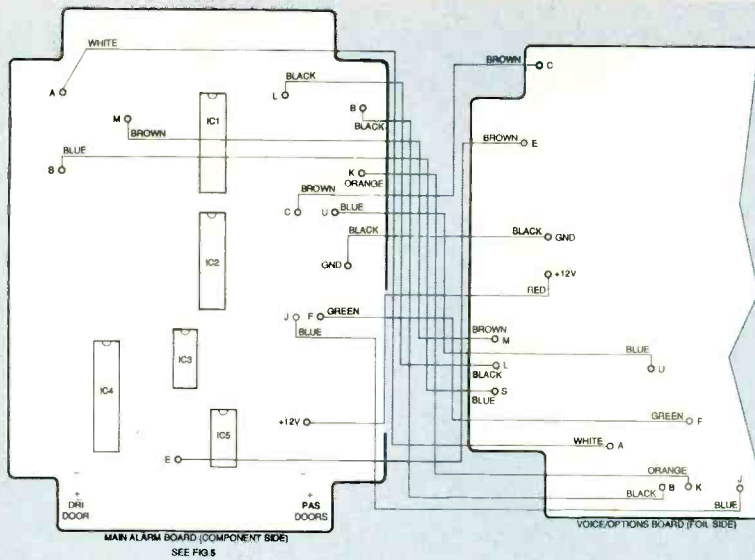 WHITE
A
BLACK
L
B
BLACK
M
BROWN
IC1
BLUE
S
K
ORANGE
BROWN
C
U
BLUE
IC2
BLACK
GND
J
F
GREEN
BLUE
IC3
IC4
IC5
+12V
E
+
DRI
DOOR
+
PAS
DOORS
MAIN ALARM BOARD (COMPONENT SIDE)
SEE FIG 5
BROWN
C
BROWN
E
BLACK
GND
+12V
RED
BROWN
M
BLUE
U
L
BLACK
S
BLUE
GREEN
F
WHITE
A
ORANGE
B
K
J
BLACK
BLUE
VOICE/OPTIONS BOARD (FOIL SIDE)